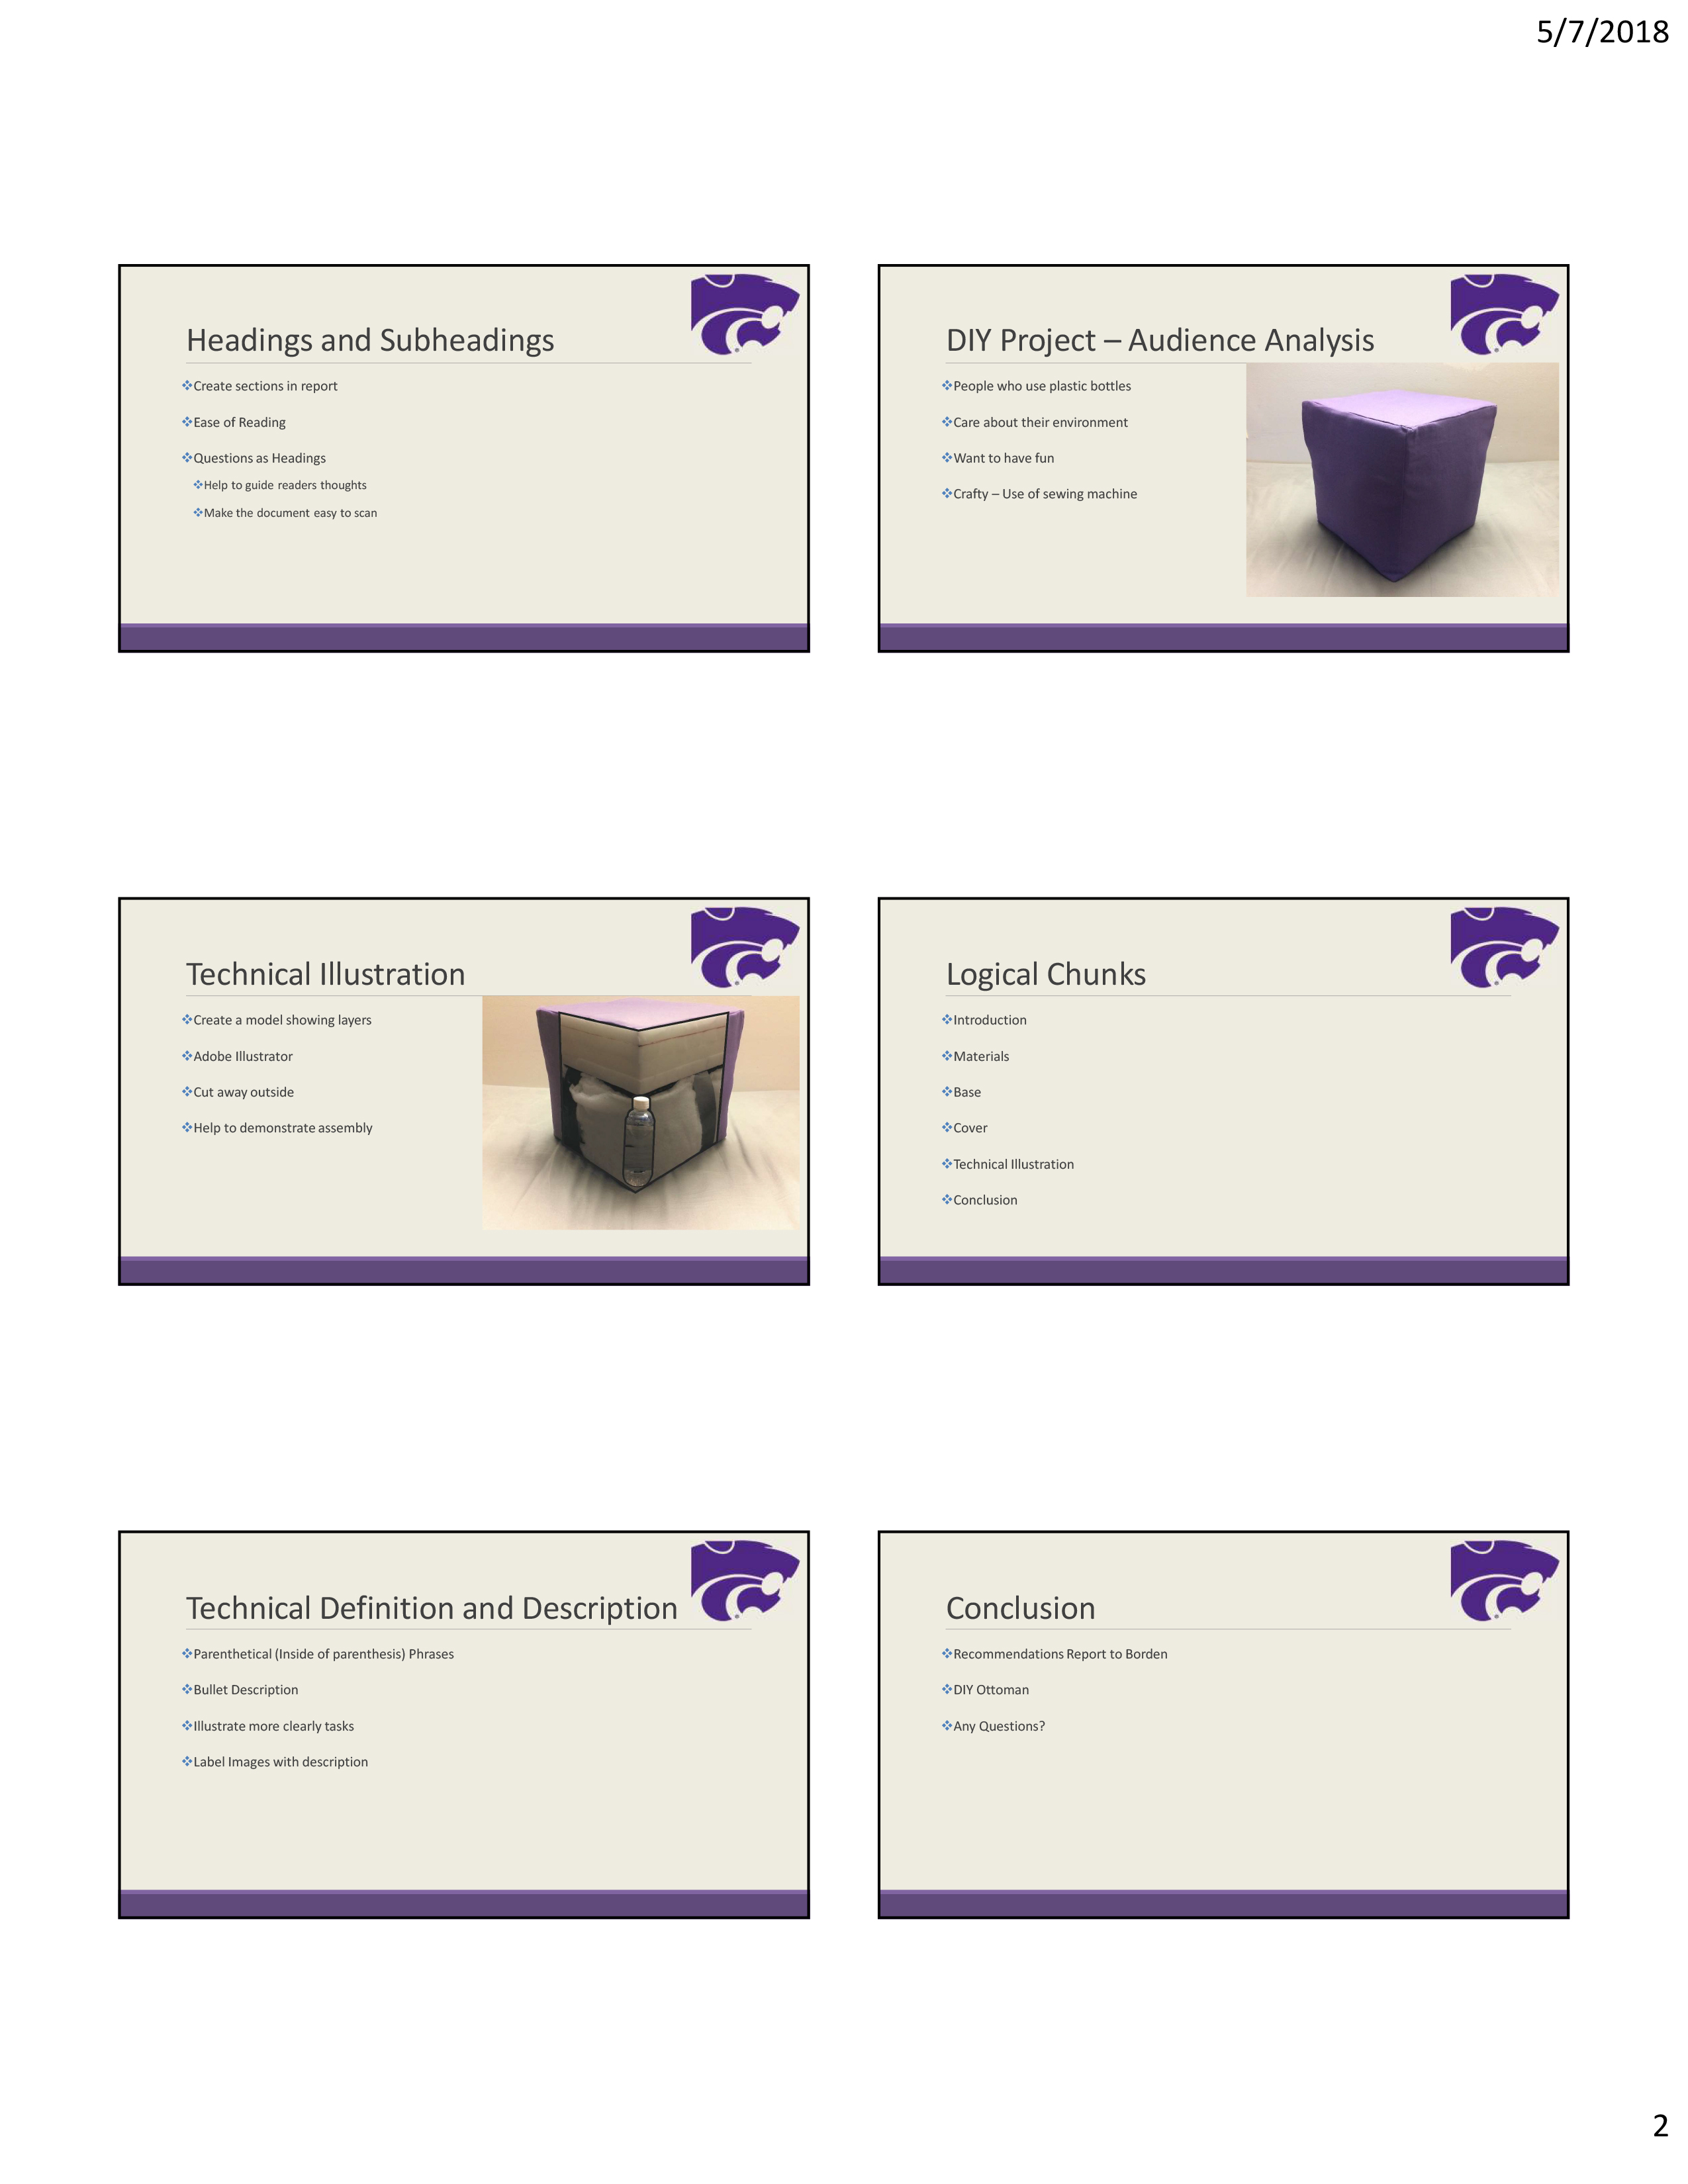 5/7/2018
Headings and Subheadings
❖Create sections in report
❖Ease of Reading
❖Questions as Headings
❖Help to guide readers thoughts
❖Make the document easy to scan
DIY Project – Audience Analysis
❖People who use plastic bottles
❖Care about their environment
❖Want to have fun
❖Crafty – Use of sewing machine
Technical Illustration
❖Create a model showing layers
❖Adobe Illustrator
❖Cut away outside
❖Help to demonstrate assembly
Logical Chunks
❖Introduction
❖Materials
❖Base
❖Cover
❖Technical Illustration
❖Conclusion
Technical Definition and Description
❖Parenthetical (Inside of parenthesis) Phrases
❖Bullet Description
❖Illustrate more clearly tasks
❖Label Images with description
Conclusion
❖Recommendations Report to Borden
❖DIY Ottoman
❖Any Questions?
2